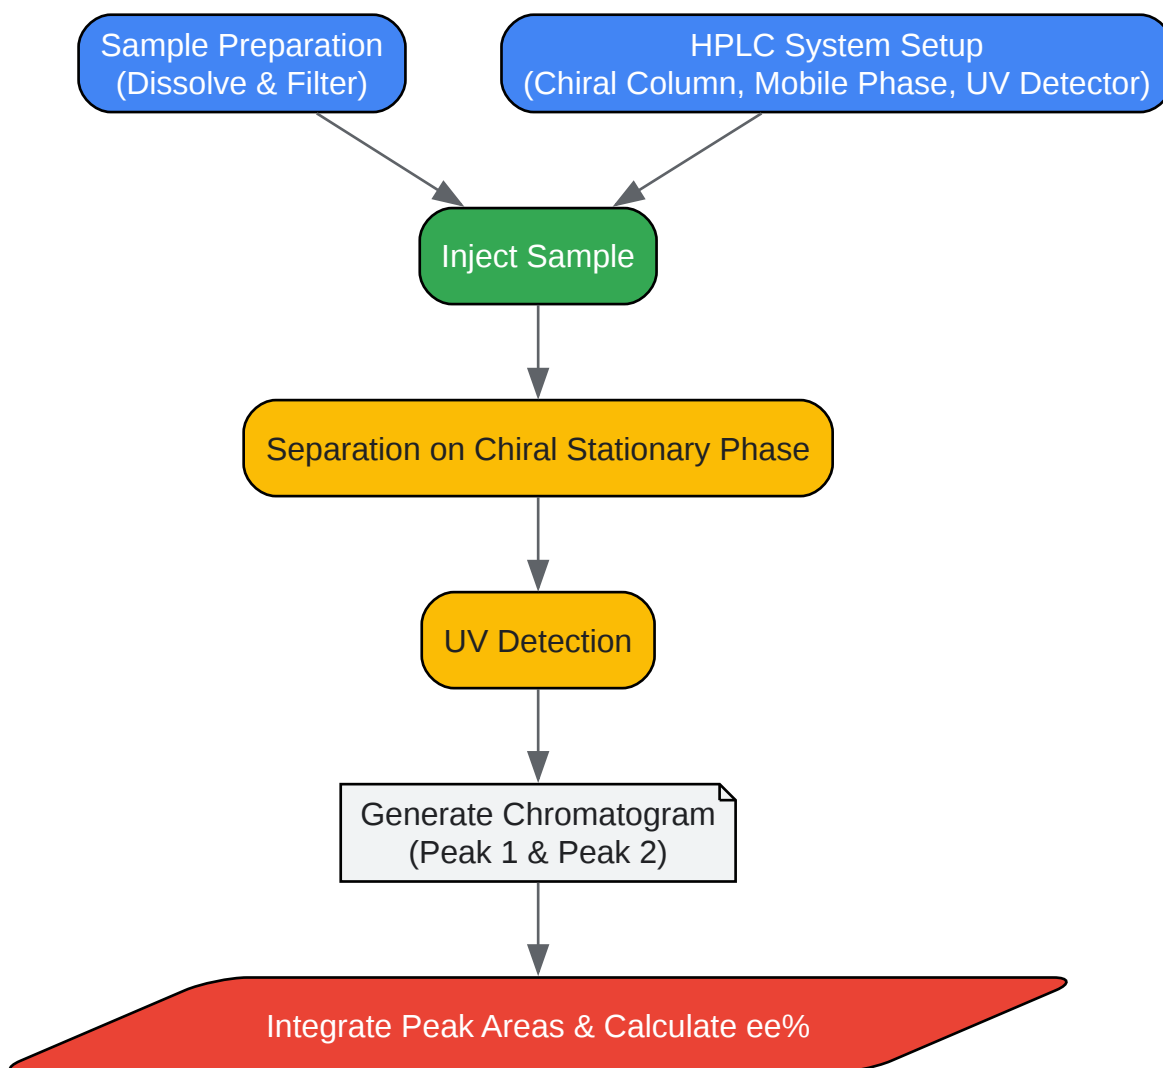 Sample Preparation
(Dissolve & Filter)
HPLC System Setup
(Chiral Column, Mobile Phase, UV Detector)
Inject Sample
Separation on Chiral Stationary Phase
UV Detection
Generate Chromatogram
(Peak 1 & Peak 2)
Integrate Peak Areas & Calculate ee%